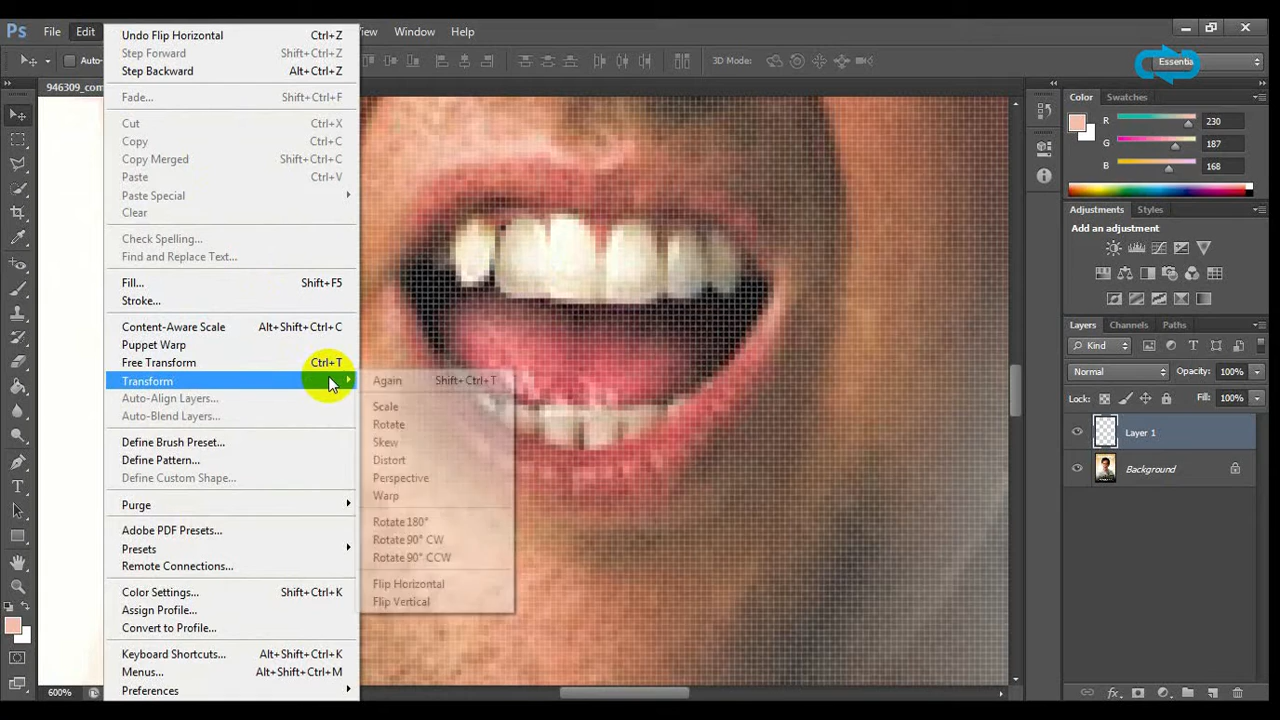 Ps File Edit View Window Help
Auto- 3D Mode: Essentia
946309_com
Undo Flip Horizontal Ctrl+Z
Step Forward Shift+Ctrl+Z
Step Backward Alt+Ctrl+Z
Fade... Shift+Ctrl+F
Cut Ctrl+X
Copy Ctrl+C
Copy Merged Shift+Ctrl+C
Paste Ctrl+V
Paste Special
Clear
Check Spelling...
Find and Replace Text...
Fill... Shift+F5
Stroke...
Content-Aware Scale Alt+Shift+Ctrl+C
Puppet Warp
Free Transform Ctrl+T
Transform
Auto-Align Layers...
Auto-Blend Layers...
Define Brush Preset...
Define Pattern...
Define Custom Shape...
Purge
Adobe PDF Presets...
Presets
Remote Connections...
Color Settings... Shift+Ctrl+K
Assign Profile...
Convert to Profile...
Keyboard Shortcuts... Alt+Shift+Ctrl+K
Menus... Alt+Shift+Ctrl+M
Preferences
Again Shift+Ctrl+T
Scale
Rotate
Skew
Distort
Perspective
Warp
Rotate 180°
Rotate 90° CW
Rotate 90° CCW
Flip Horizontal
Flip Vertical
Color Swatches
R 230
G 187
B 168
Adjustments Styles
Add an adjustment
Layers Channels Paths
Kind
Normal Opacity: 100%
Lock: Fill: 100%
Layer 1
Background
600%